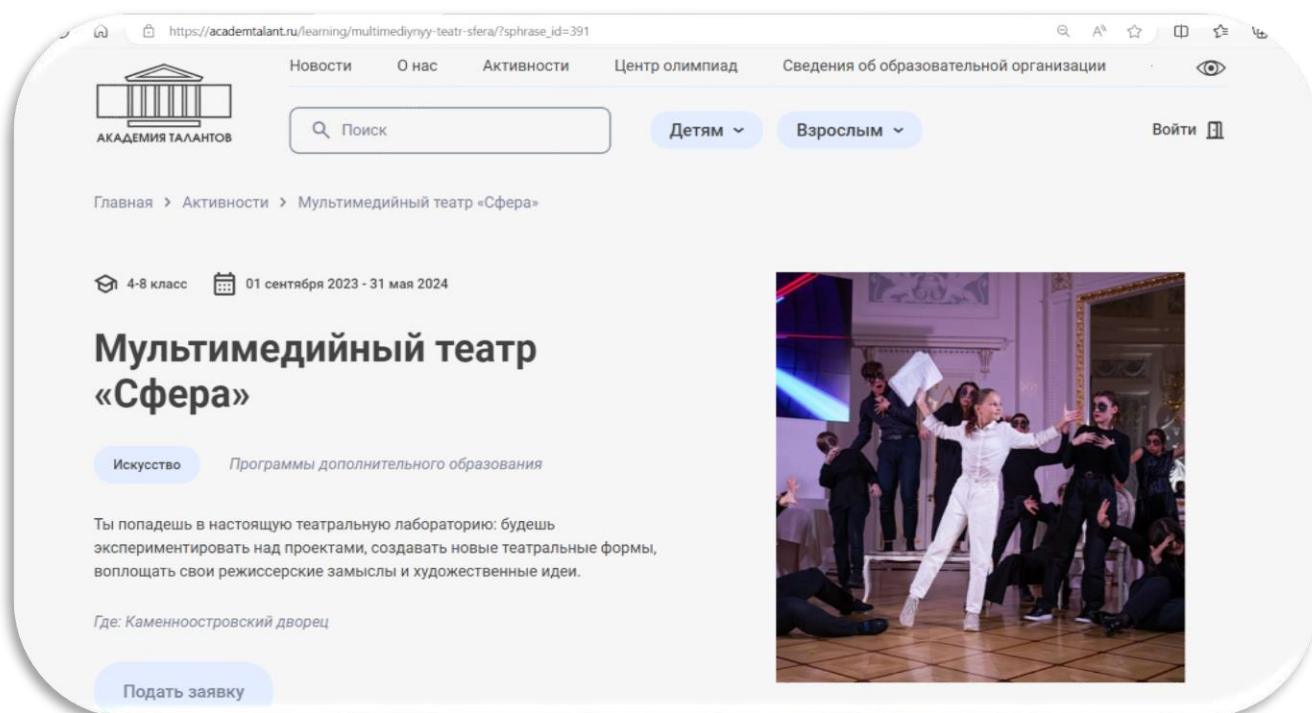 https://academtalant.ru/learning/multimediynyy-teatr-sfera/?sphrase_id=391
Новости О нас Активности Центр олимпиад Сведения об образовательной организации
АКАДЕМИЯ ТАЛАНТОВ
Поиск
Детям
Взрослым
Войти
Главная > Активности > Мультимедийный театр «Сфера»
4-8 класс 01 сентября 2023 - 31 мая 2024
Мультимедийный театр
«Сфера»
Искусство Программы дополнительного образования
Ты попадешь в настоящую театральную лабораторию: будешь
экспериментировать над проектами, создавать новые театральные формы,
воплощать свои режиссерские замыслы и художественные идеи.
Где: Каменноостровский дворец
Подать заявку